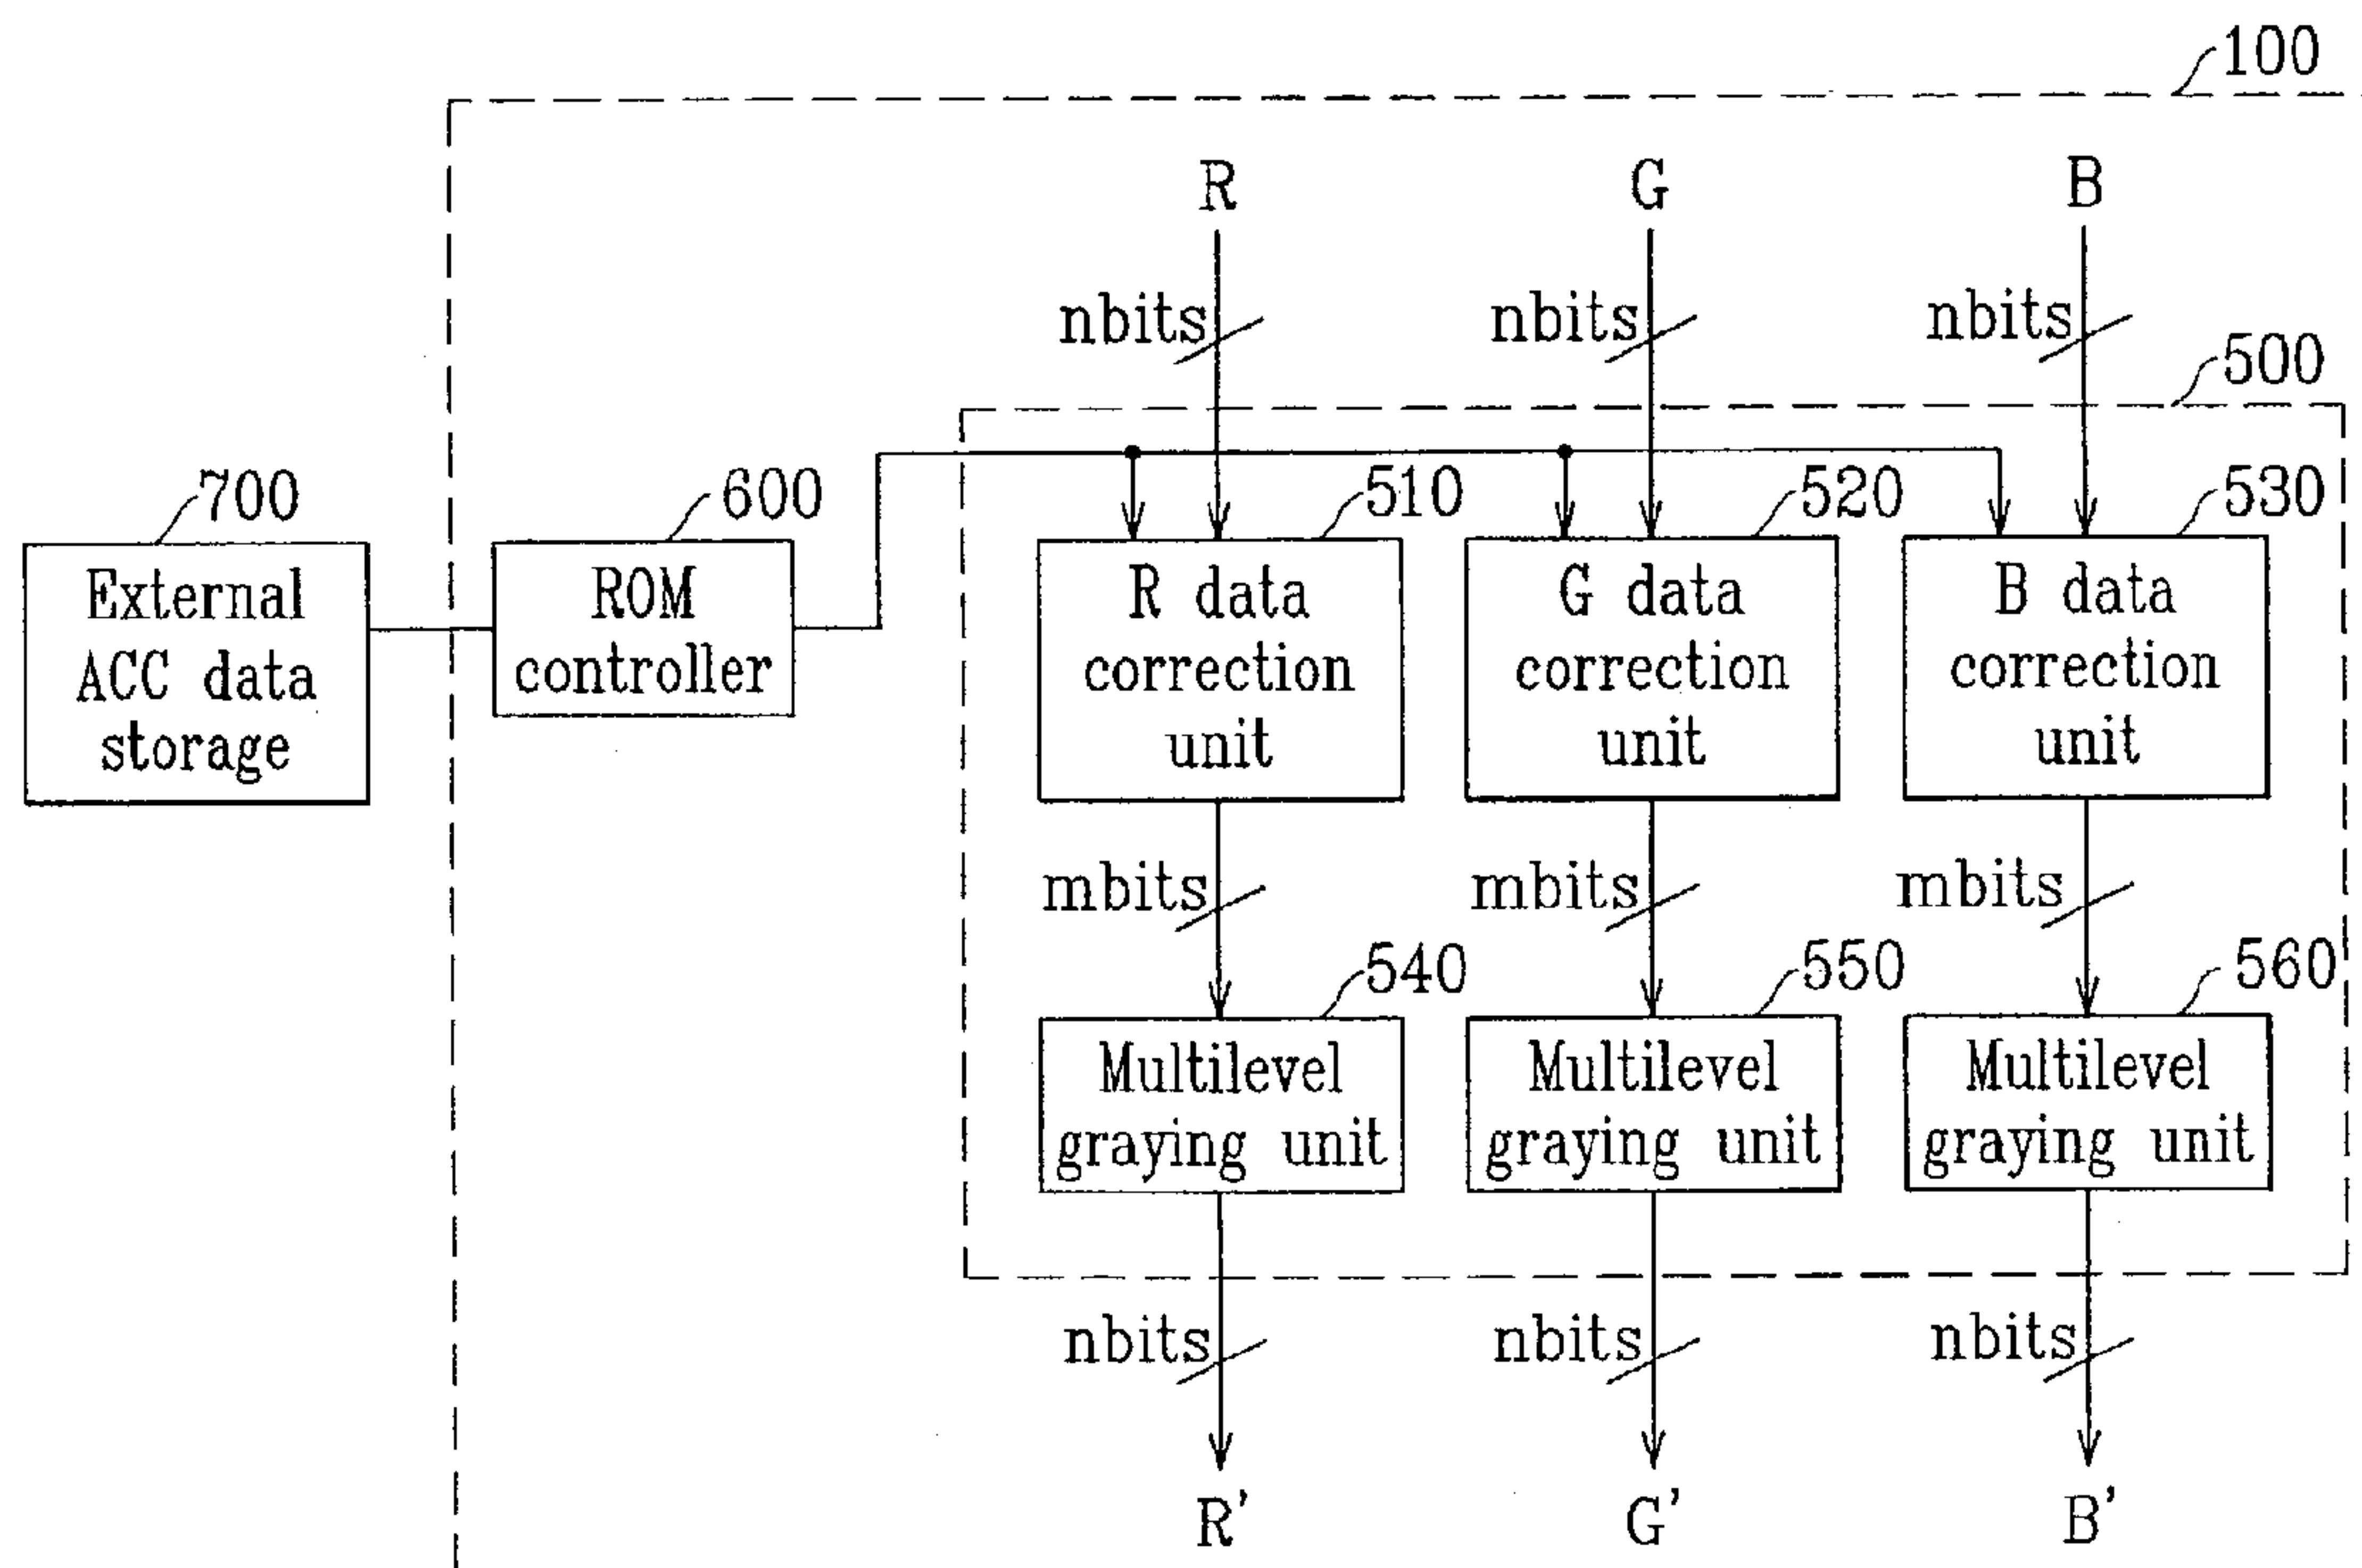 100
R
G
B
nbits
nbits
nbits
500
700
600
510
520
530
External
ACC data
storage
ROM
controller
R data
correction
unit
G data
correction
unit
B data
correction
unit
mbits
mbits
mbits
540
550
560
Multilevel
graying unit
Multilevel
graying unit
Multilevel
graying unit
nbits
nbits
nbits
R'
G'
B'